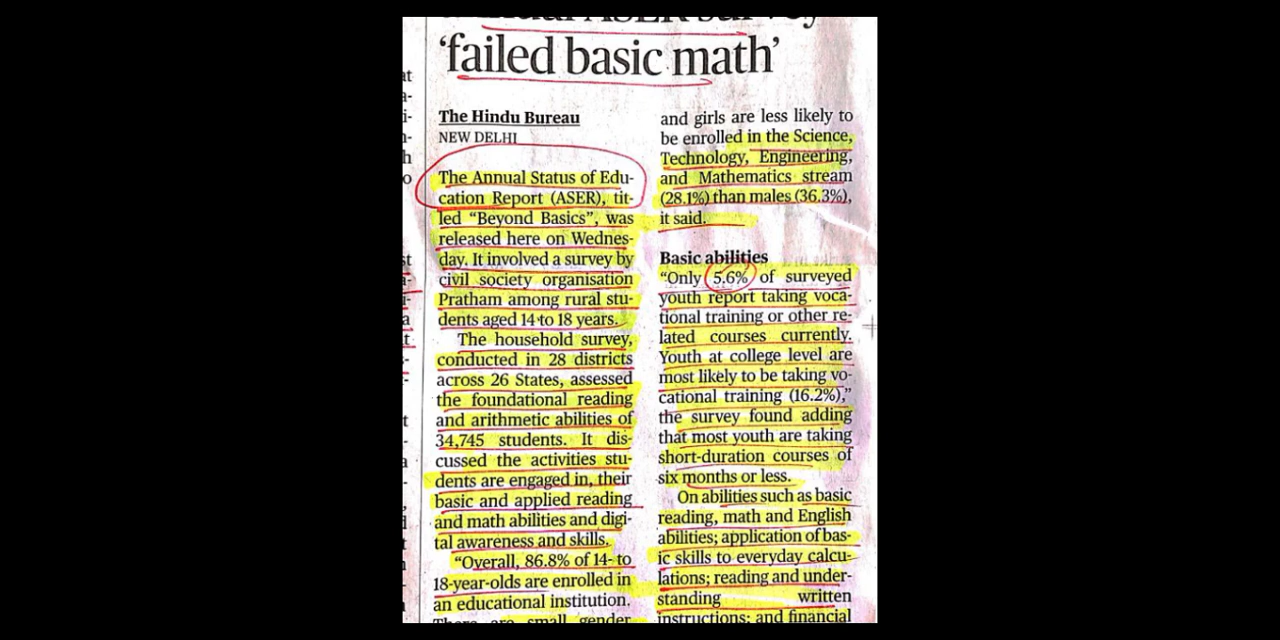 ASER survey
‘failed basic math’
The Hindu Bureau
NEW DELHI
The Annual Status of Edu-
cation Report (ASER), tit-
led “Beyond Basics”, was
released here on Wednes-
day. It involved a survey by
civil society organisation
Pratham among rural stu-
dents aged 14 to 18 years.
The household survey,
conducted in 28 districts
across 26 States, assessed
the foundational reading
and arithmetic abilities of
34,745 students. It dis-
cussed the activities stu-
dents are engaged in, their
basic and applied reading
and math abilities and digi-
tal awareness and skills.
“Overall, 86.8% of 14- to
18-year-olds are enrolled in
an educational institution.
There are small gender
and girls are less likely to
be enrolled in the Science,
Technology, Engineering,
and Mathematics stream
(28.1%) than males (36.3%),
it said.
Basic abilities
“Only 5.6% of surveyed
youth report taking voca-
tional training or other re-
lated courses currently.
Youth at college level are
most likely to be taking vo-
cational training (16.2%),”
the survey found adding
that most youth are taking
short-duration courses of
six months or less.
On abilities such as basic
reading, math and English
abilities; application of bas-
ic skills to everyday calcu-
lations; reading and under-
standing written
instructions; and financial